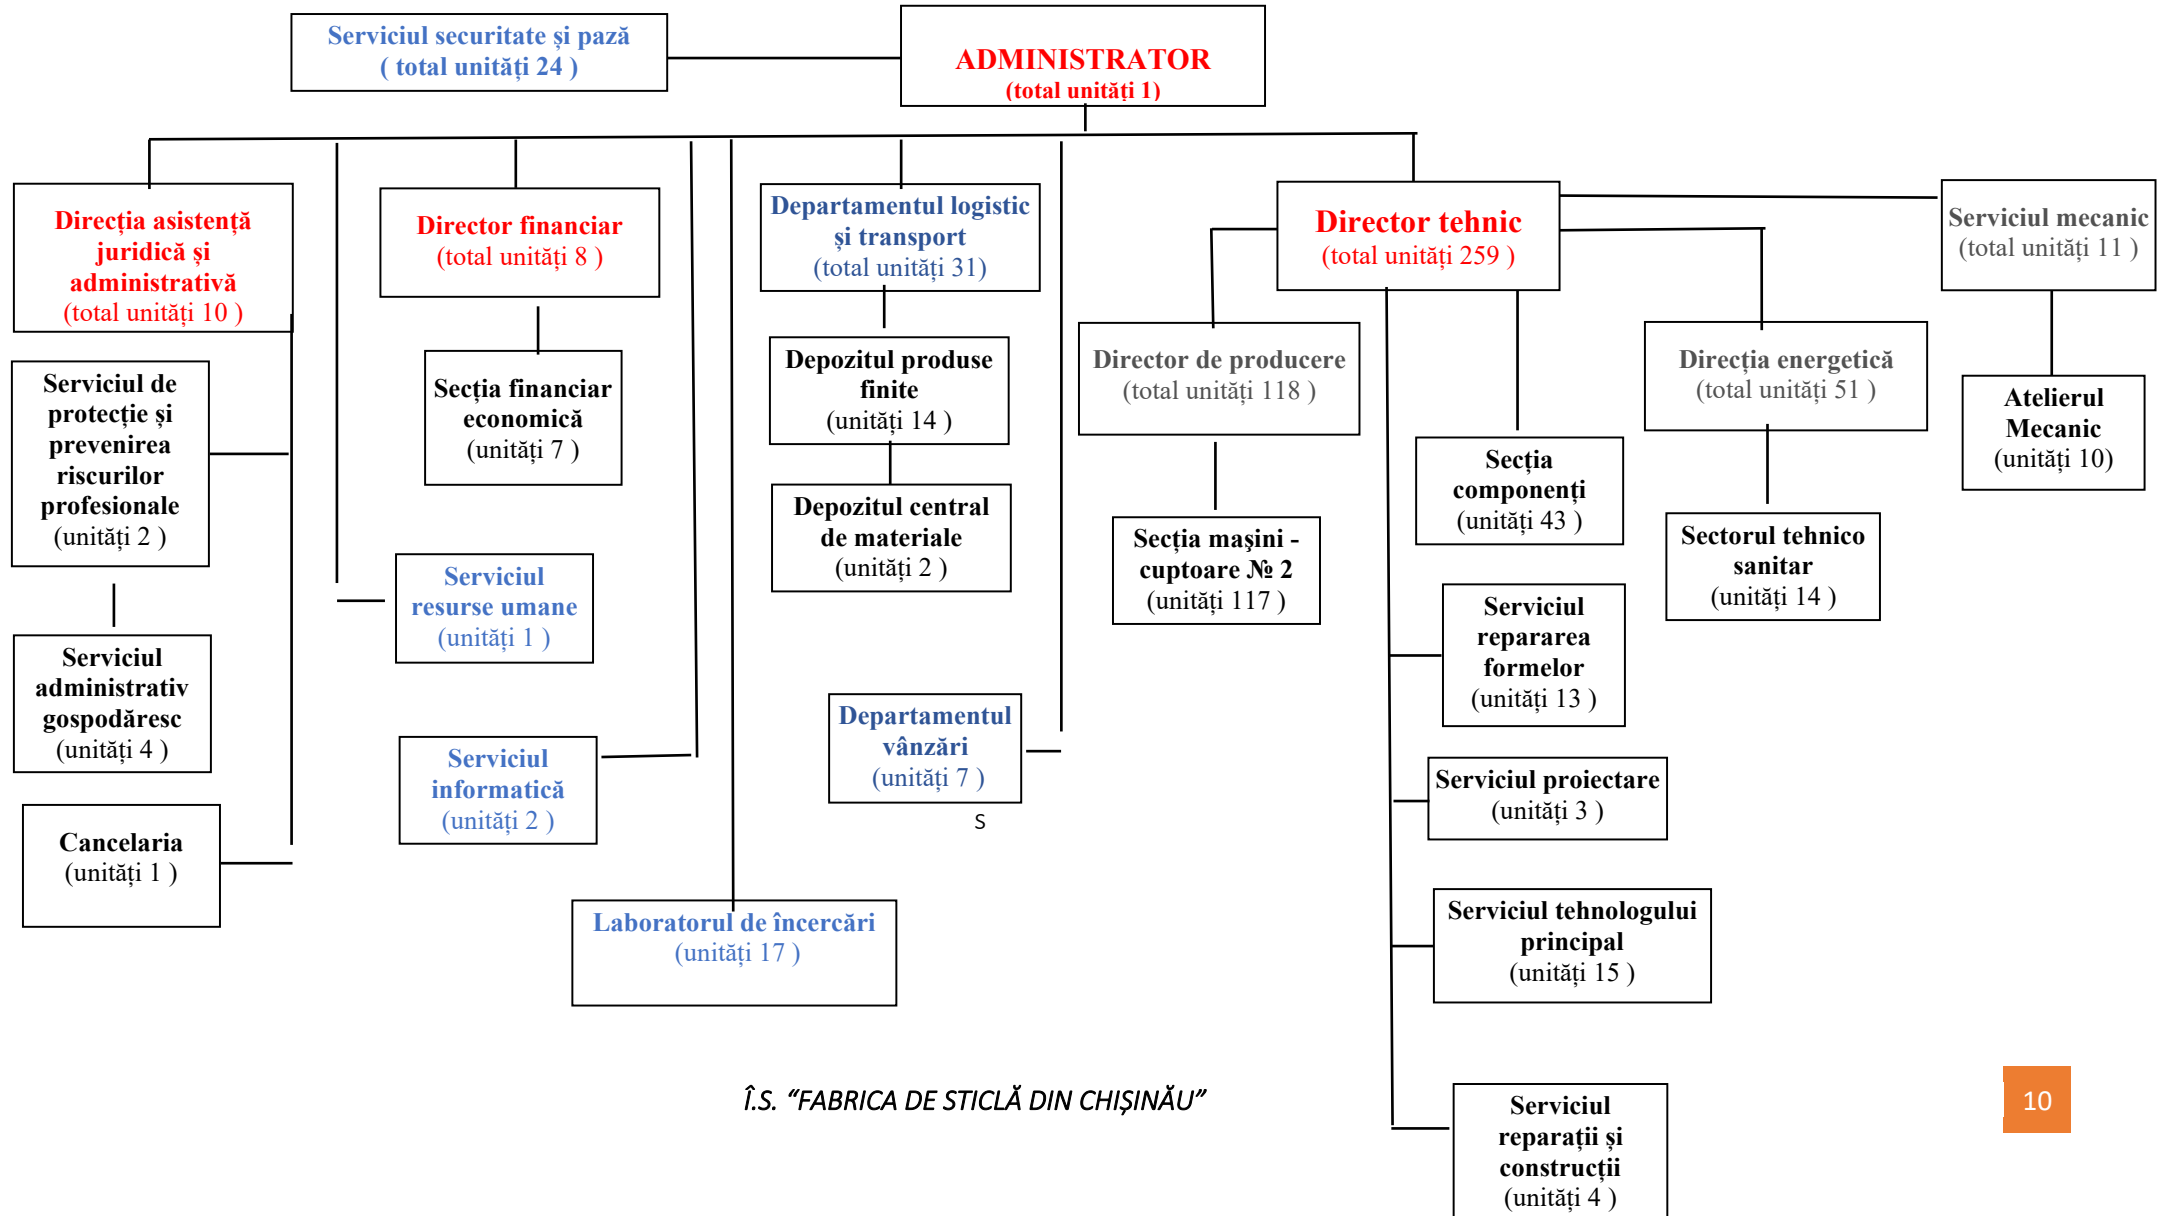 Serviciul securitate și pază
( total unități 24 )
ADMINISTRATOR
(total unități 1)
Direcția asistență
juridică și
administrativă
(total unități 10 )
Director financiar
(total unități 8 )
Departamentul logistic
și transport
(total unități 31)
Director tehnic
(total unități 259 )
Serviciul mecanic
(total unități 11 )
Serviciul de
protecție și
prevenirea
riscurilor
profesionale
(unități 2 )
Secția financiar
economică
(unități 7 )
Depozitul produse
finite
(unități 14 )
Director de producere
(total unități 118 )
Direcția energetică
(total unități 51 )
Atelierul
Mecanic
(unități 10)
Secția
componenți
(unități 43 )
Depozitul central
de materiale
(unități 2 )
Secția maşini -
cuptoare № 2
(unități 117 )
Sectorul tehnico
sanitar
(unități 14 )
Serviciul
resurse umane
(unități 1 )
Serviciul
repararea
formelor
(unități 13 )
Serviciul
administrativ
gospodăresc
(unități 4 )
Departamentul
vânzări
(unități 7 )
S
Serviciul
informatică
(unități 2 )
Serviciul proiectare
(unități 3 )
Cancelaria
(unități 1 )
Laboratorul de încercări
(unități 17 )
Serviciul tehnologului
principal
(unități 15 )
Serviciul
reparații și
construcții
(unități 4 )
Î.S. “FABRICA DE STICLĂ DIN CHIȘINĂU”
10